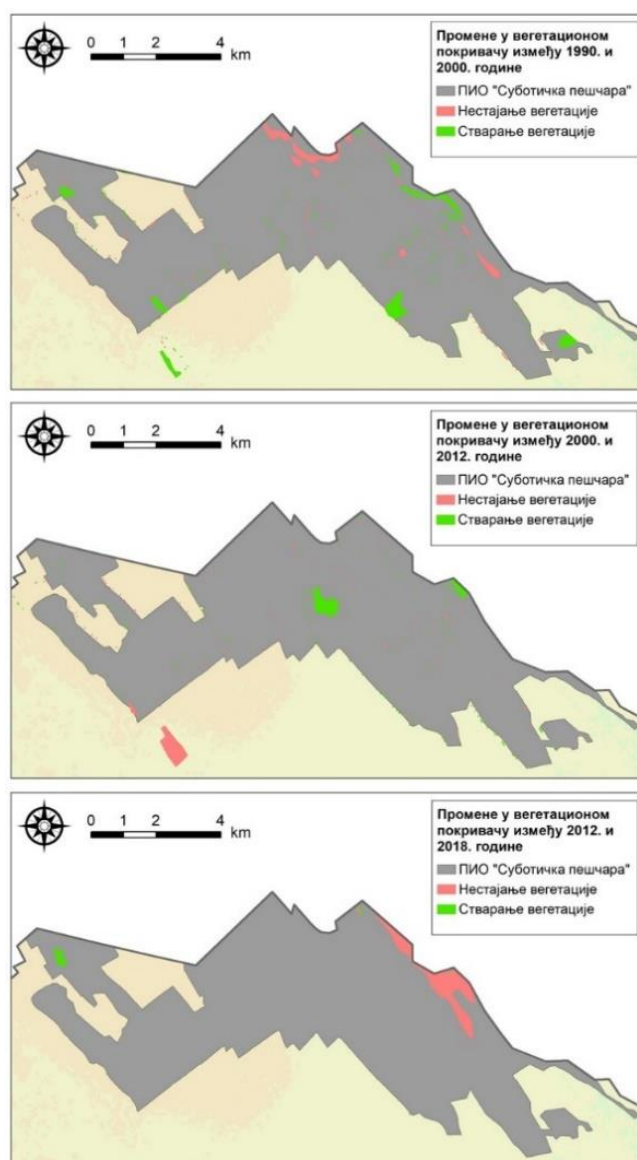 0 2 4
km
Промене у вегетационом
покривачу између 1990. и
2000. године
ПИО "Суботичка пешчара"
Нестајање вегетације
Стварање вегетације
0 1 2 4
km
Промене у вегетационом
покривачу између 2000. и
2012. године
ПИО "Суботичка пешчара"
Нестајање вегетације
Стварање вегетације
0 1 2 4
km
Промене у вегетационом
покривачу између 2012. и
2018. године
ПИО "Суботичка пешчара"
Нестајање вегетације
Стварање вегетације